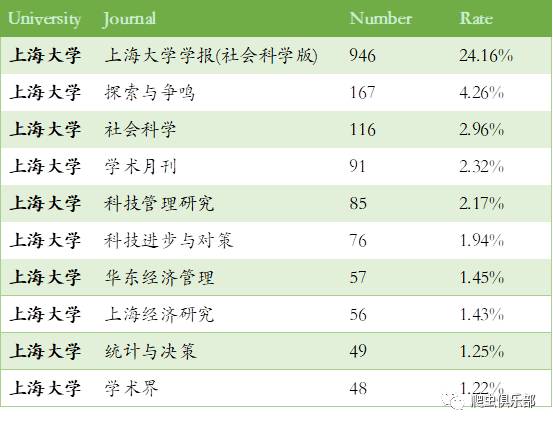 University Journal Number Rate
上海大学 上海大学学报(社会科学版) 946 24.16%
上海大学 探索与争鸣 167 4.26%
上海大学 社会科学 116 2.96%
上海大学 学术月刊 91 2.32%
上海大学 科技管理研究 85 2.17%
上海大学 科技进步与对策 76 1.94%
上海大学 华东经济管理 57 1.45%
上海大学 上海经济研究 56 1.43%
上海大学 统计与决策 49 1.25%
上海大学 学术界 48 1.22%
爬虫俱乐部